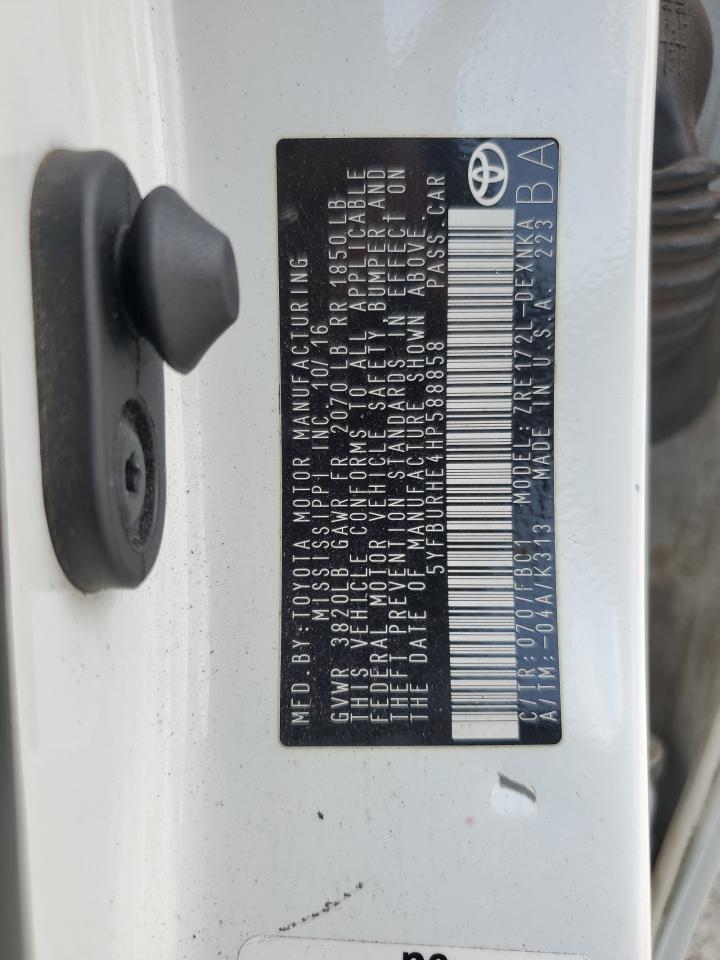 MFD.BY:TOYOTA MOTOR MANUFACTURING
MISSISSIPPI INC.10/16
GVWR 3820LB GAWR FR 2070 LB RR 1850LB
THIS VEHICLE CONFORMS TO ALL APPLICABLE
FEDERAL MOTOR VEHICLE SAFETY, BUMPER AND
THEFT PREVENTION STANDARDS IN EFFECT ON
THE DATE OF MANUFACTURE SHOWN ABOVE.
5YFBURHE4HP588858 PASS.CAR
C/TR:070/FBC1 MODEL:ZRE172L-DEXNKA
A/TM:-04A/K313 MADE IN U.S.A. 223
BA